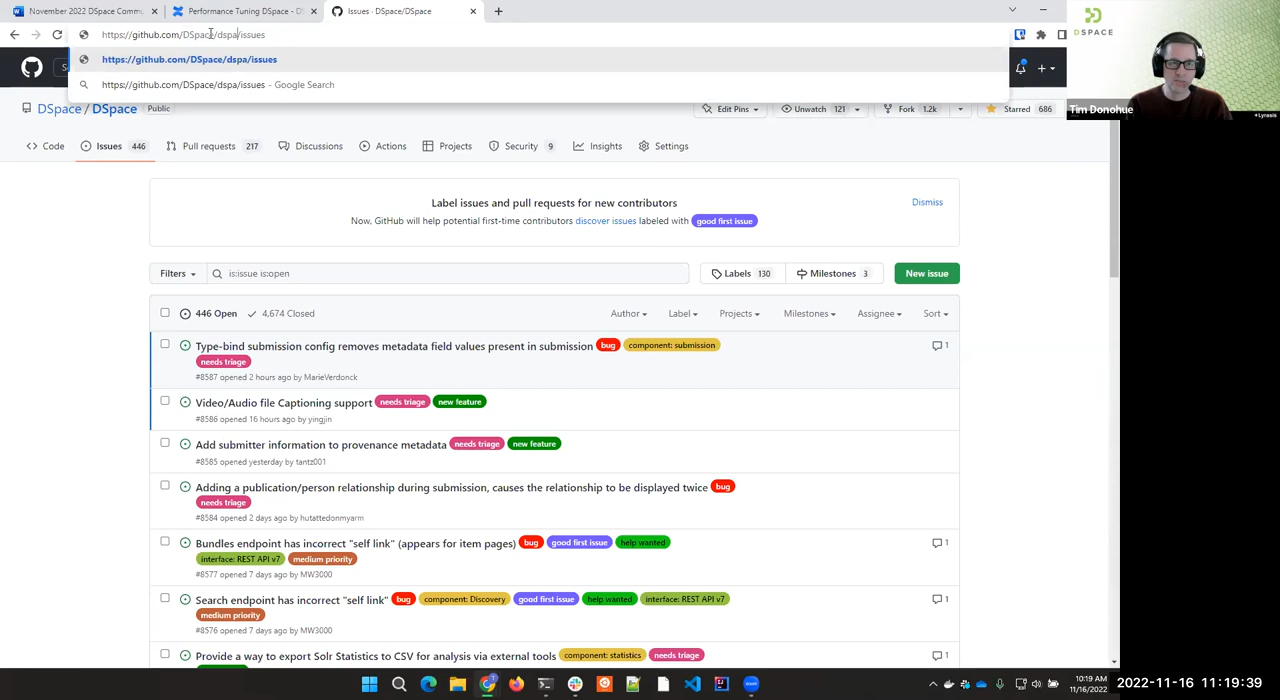 November 2022 DSpace Commu
Performance Tuning DSpace - DS
Issues · DSpace/DSpace
https://github.com/DSpace/dspa/issues
https://github.com/DSpace/dspa/issues
https://github.com/DSpace/dspa/issues - Google Search
DSPACE
Tim Donohue
Lyrasis
DSpace / DSpace Public
Edit Pins
Unwatch 121
Fork 1.2k
Starred 686
Code
Issues 446
Pull requests 217
Discussions
Actions
Projects
Security 9
Insights
Settings
Label issues and pull requests for new contributors
Dismiss
Now, GitHub will help potential first-time contributors discover issues labeled with good first issue
Filters
is:issue is:open
Labels 130
Milestones 3
New issue
446 Open
4,674 Closed
Author
Label
Projects
Milestones
Assignee
Sort
Type-bind submission config removes metadata field values present in submission bug component: submission
1
needs triage
#8587 opened 2 hours ago by MarieVerdonck
Video/Audio file Captioning support needs triage new feature
#8586 opened 16 hours ago by yingjin
Add submitter information to provenance metadata needs triage new feature
#8585 opened yesterday by tantz001
Adding a publication/person relationship during submission, causes the relationship to be displayed twice bug
needs triage
#8584 opened 2 days ago by hutattedonmyarm
Bundles endpoint has incorrect "self link" (appears for item pages) bug good first issue help wanted
1
interface: REST API v7 medium priority
#8577 opened 7 days ago by MW3000
Search endpoint has incorrect "self link" bug component: Discovery good first issue help wanted interface: REST API v7
1
medium priority
#8576 opened 7 days ago by MW3000
Provide a way to export Solr Statistics to CSV for analysis via external tools component: statistics needs triage
1
10:19 AM
11/16/2022
2022-11-16 11:19:39